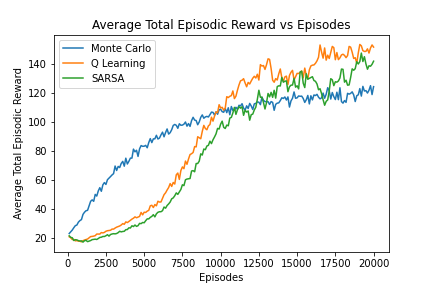 Average Total Episodic Reward vs Episodes
Monte Carlo
Q Learning
SARSA
Average Total Episodic Reward
140
120
100
80
60
40
20
0 2500 5000 7500 10000 12500 15000 17500 20000
Episodes